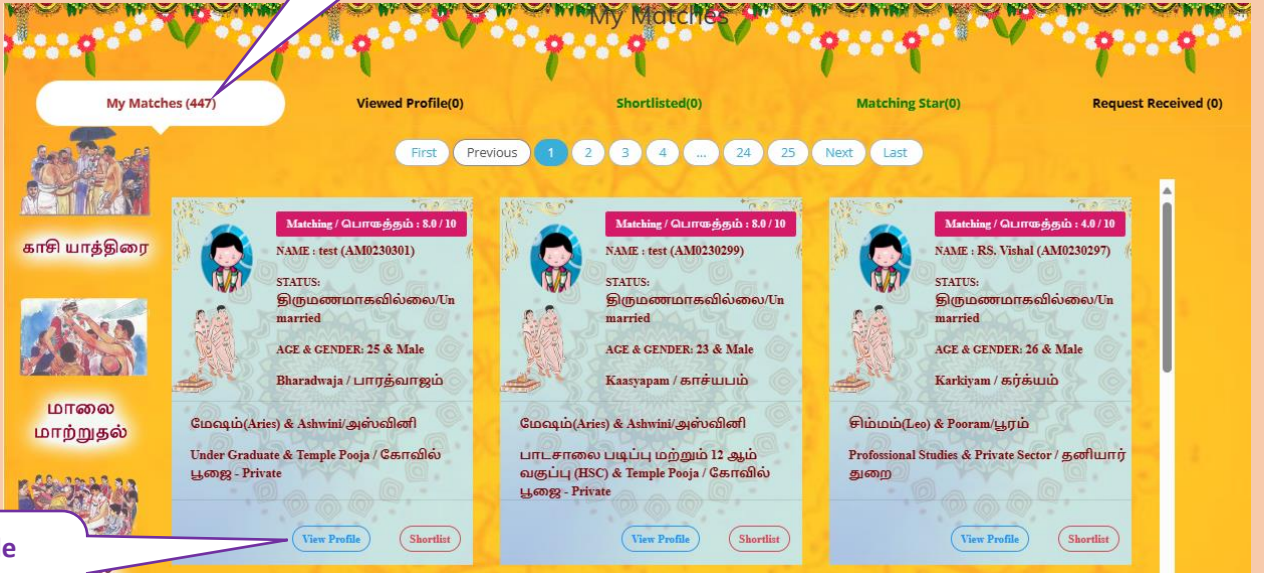 My Matches
My Matches (447)
Viewed Profile(0)
Shortlisted(0)
Matching Star(0)
Request Received (0)
First
Previous
1
2
3
4
...
24
25
Next
Last
காசி யாத்திரை
மாலை
மாற்றுதல்
Matching / பொருத்தம் : 8.0 / 10
NAME : test (AM0230301)
STATUS:
திருமணமாகவில்லை/Un
married
AGE & GENDER: 25 & Male
Bharadwaja / பாரத்வாஜம்
மேஷம்(Aries) & Ashwini/அஸ்வினி
Under Graduate & Temple Pooja / கோவில்
பூஜை - Private
View Profile
Shortlist
Matching / பொருத்தம் : 8.0 / 10
NAME : test (AM0230299)
STATUS:
திருமணமாகவில்லை/Un
married
AGE & GENDER: 23 & Male
Kaasyapam / காச்யபம்
மேஷம்(Aries) & Ashwini/அஸ்வினி
பாடசாலை படிப்பு மற்றும் 12 ஆம்
வகுப்பு (HSC) & Temple Pooja / கோவில்
பூஜை - Private
View Profile
Shortlist
Matching / பொருத்தம் : 4.0 / 10
NAME : RS. Vishal (AM0230297)
STATUS:
திருமணமாகவில்லை/Un
married
AGE & GENDER: 26 & Male
Karkiyam / கர்க்யம்
சிம்மம்(Leo) & Pooram/பூரம்
Profossional Studies & Private Sector / தனியார்
துறை
View Profile
Shortlist